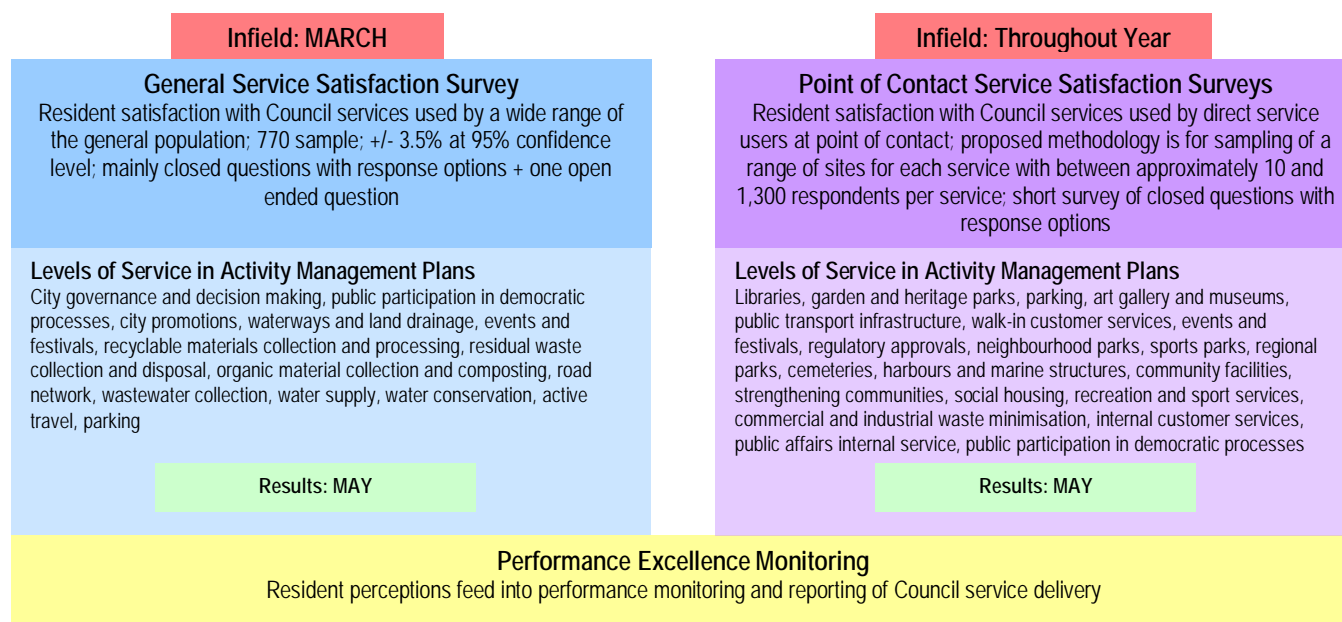 Infield: MARCH
General Service Satisfaction Survey
Resident satisfaction with Council services used by a wide range of
the general population; 770 sample; +/- 3.5% at 95% confidence
level; mainly closed questions with response options + one open
ended question
Levels of Service in Activity Management Plans
City governance and decision making, public participation in democratic
processes, city promotions, waterways and land drainage, events and
festivals, recyclable materials collection and processing, residual waste
collection and disposal, organic material collection and composting, road
network, wastewater collection, water supply, water conservation, active
travel, parking
Results: MAY
Infield: Throughout Year
Point of Contact Service Satisfaction Surveys
Resident satisfaction with Council services used by direct service
users at point of contact; proposed methodology is for sampling of a
range of sites for each service with between approximately 10 and
1,300 respondents per service; short survey of closed questions with
response options
Levels of Service in Activity Management Plans
Libraries, garden and heritage parks, parking, art gallery and museums,
public transport infrastructure, walk-in customer services, events and
festivals, regulatory approvals, neighbourhood parks, sports parks, regional
parks, cemeteries, harbours and marine structures, community facilities,
strengthening communities, social housing, recreation and sport services,
commercial and industrial waste minimisation, internal customer services,
public affairs internal service, public participation in democratic processes
Results: MAY
Performance Excellence Monitoring
Resident perceptions feed into performance monitoring and reporting of Council service delivery